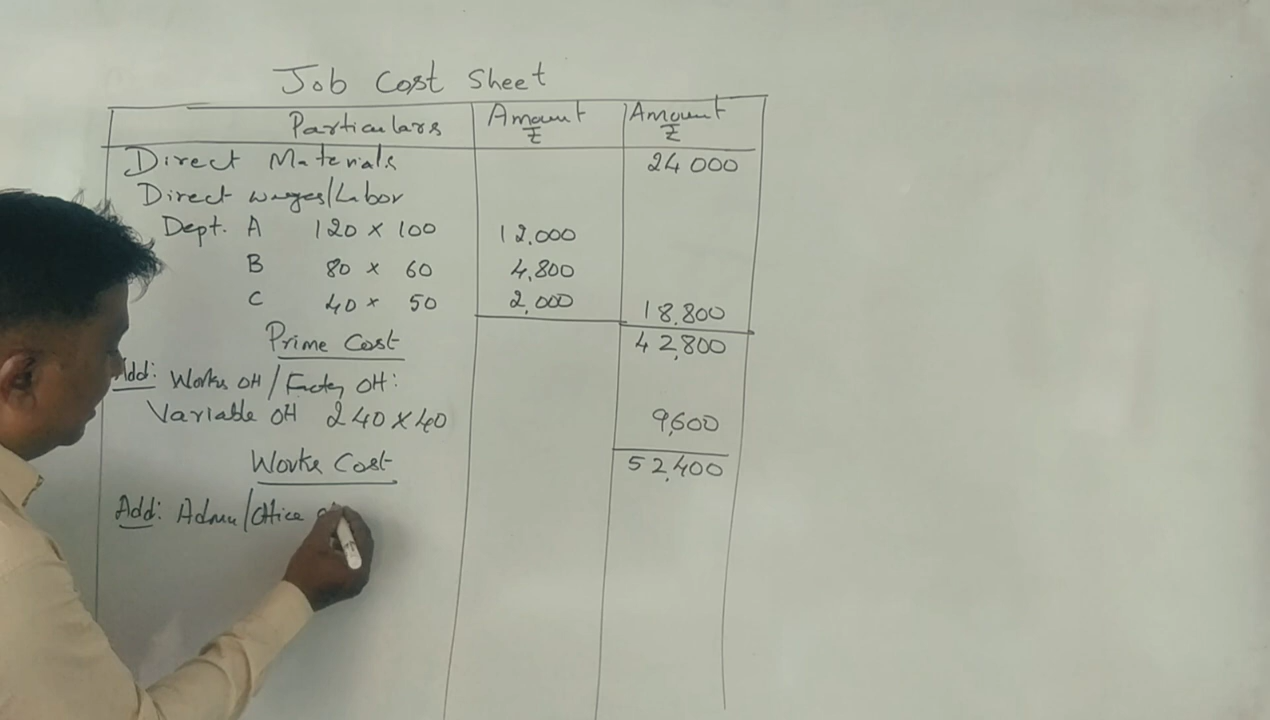 Job Cost Sheet
Particulars Amount ₹ Amount ₹
Direct Materials 24 000
Direct wages/Labor
Dept. A 120 × 100 12,000
B 80 × 60 4,800
C 40 × 50 2,000 18,800
Prime Cost 42,800
Add: Works OH / Factory OH:
Variable OH 240 × 40 9,600
Works Cost 52,400
Add: Admn/Office